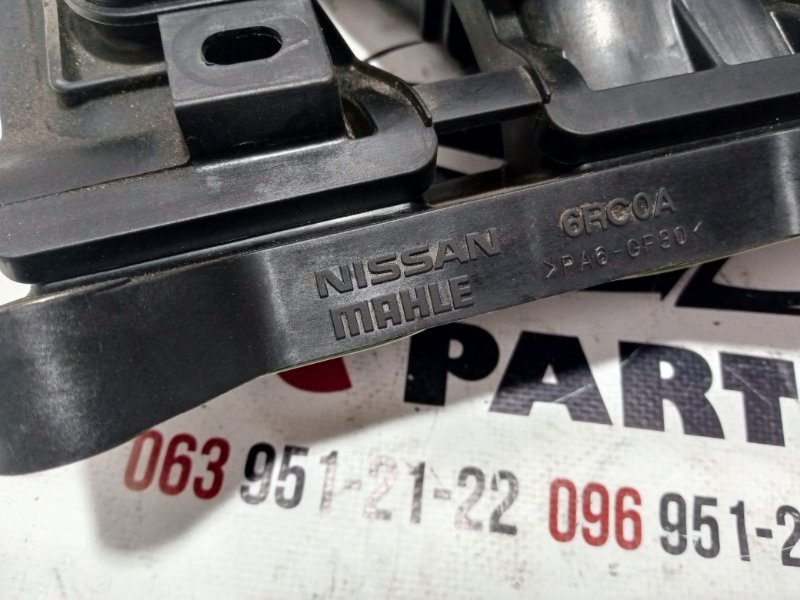 6RC0A
NISSAN >PA6-GF30<
MAHLE
PART
063 951-21-22 096 951-2